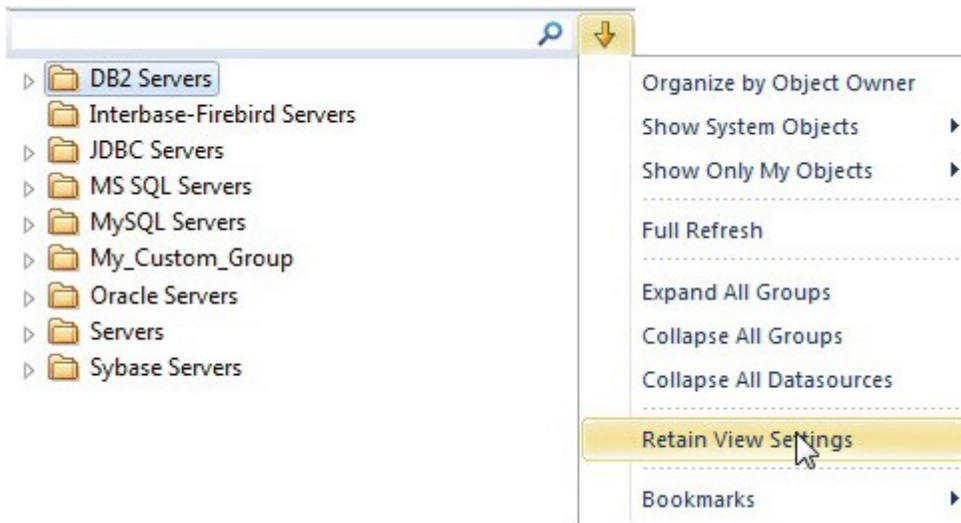 DB2 Servers
Interbase-Firebird Servers
JDBC Servers
MS SQL Servers
MySQL Servers
My_Custom_Group
Oracle Servers
Servers
Sybase Servers
Organize by Object Owner
Show System Objects
Show Only My Objects
Full Refresh
Expand All Groups
Collapse All Groups
Collapse All Datasources
Retain View Settings
Bookmarks